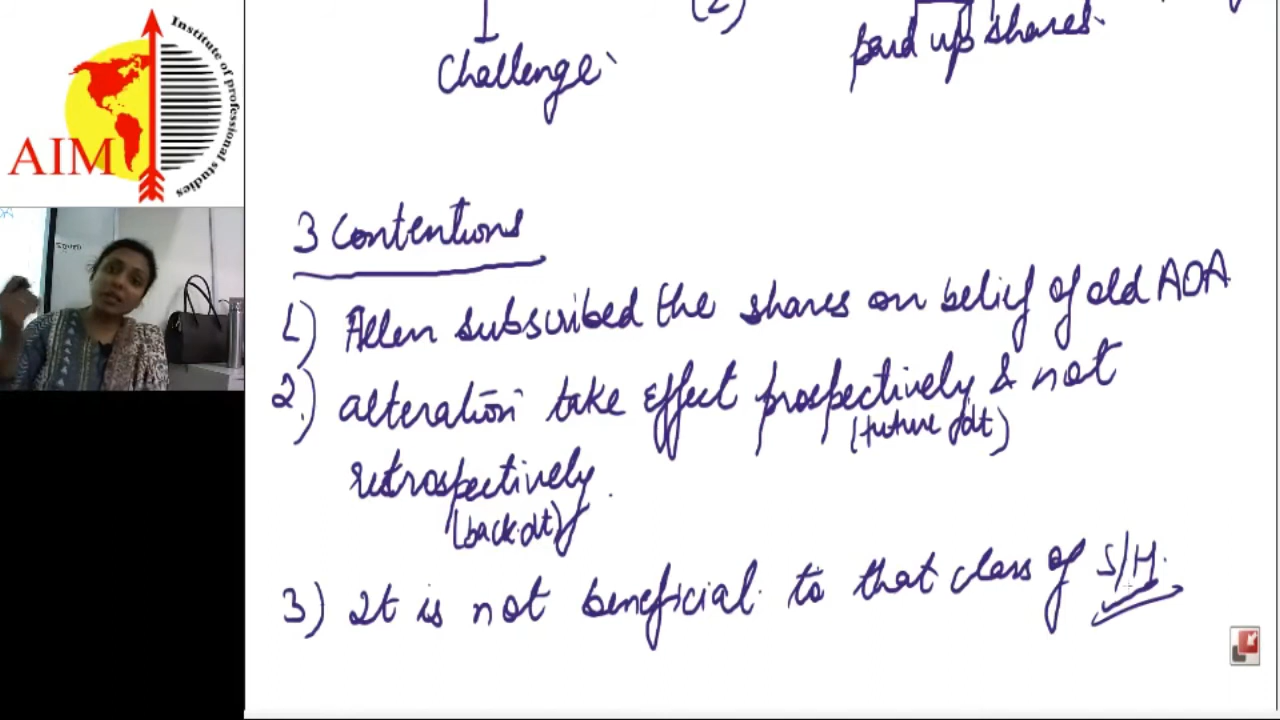 Institute of professional studies
AIM
(2)
Challenge
paid up shares.
3 Contentions
1) Allen subscribed the shares on belief of old AOA
2.) alteration take effect prospectively & not
(future dt)
retrospectively.
(back dt)
3) It is not beneficial to that class of S/H.